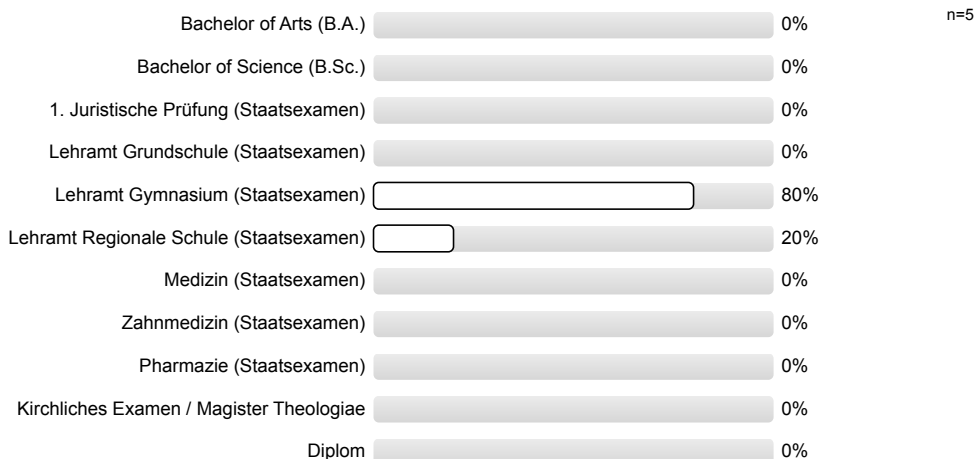 Bachelor of Arts (B.A.) 0% n=5
Bachelor of Science (B.Sc.) 0%
1. Juristische Prüfung (Staatsexamen) 0%
Lehramt Grundschule (Staatsexamen) 0%
Lehramt Gymnasium (Staatsexamen) 80%
Lehramt Regionale Schule (Staatsexamen) 20%
Medizin (Staatsexamen) 0%
Zahnmedizin (Staatsexamen) 0%
Pharmazie (Staatsexamen) 0%
Kirchliches Examen / Magister Theologiae 0%
Diplom 0%